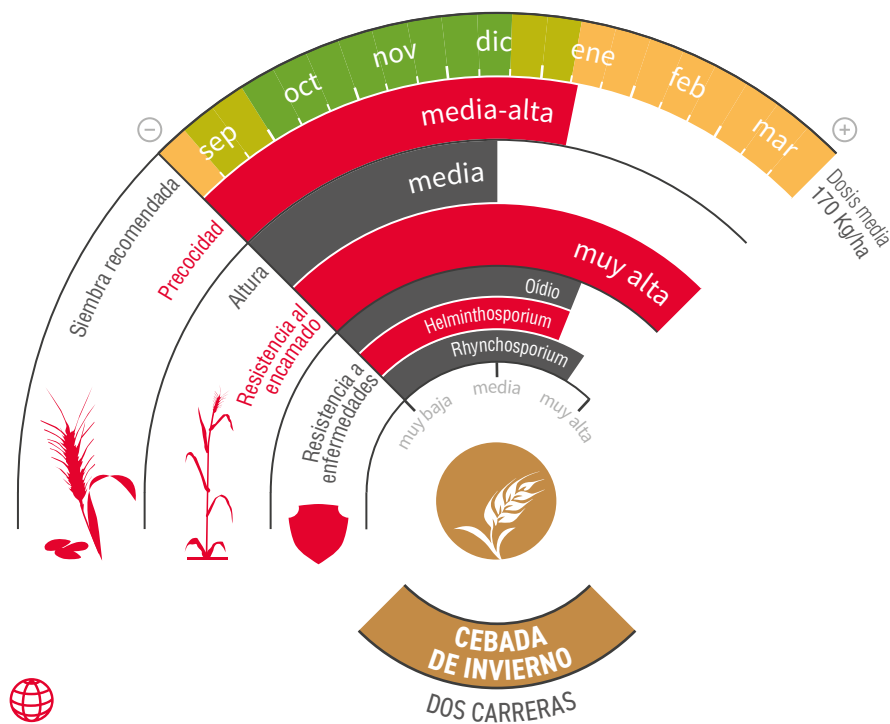 −
sep
oct
nov
dic
ene
feb
mar
+
Siembra recomendada
Dosis media
170 Kg/ha
Precocidad
media-alta
Altura
media
Resistencia al
encamado
muy alta
Resistencia a
enfermedades
Oídio
Helminthosporium
Rhynchosporium
muy baja
media
muy alta
CEBADA
DE INVIERNO
DOS CARRERAS